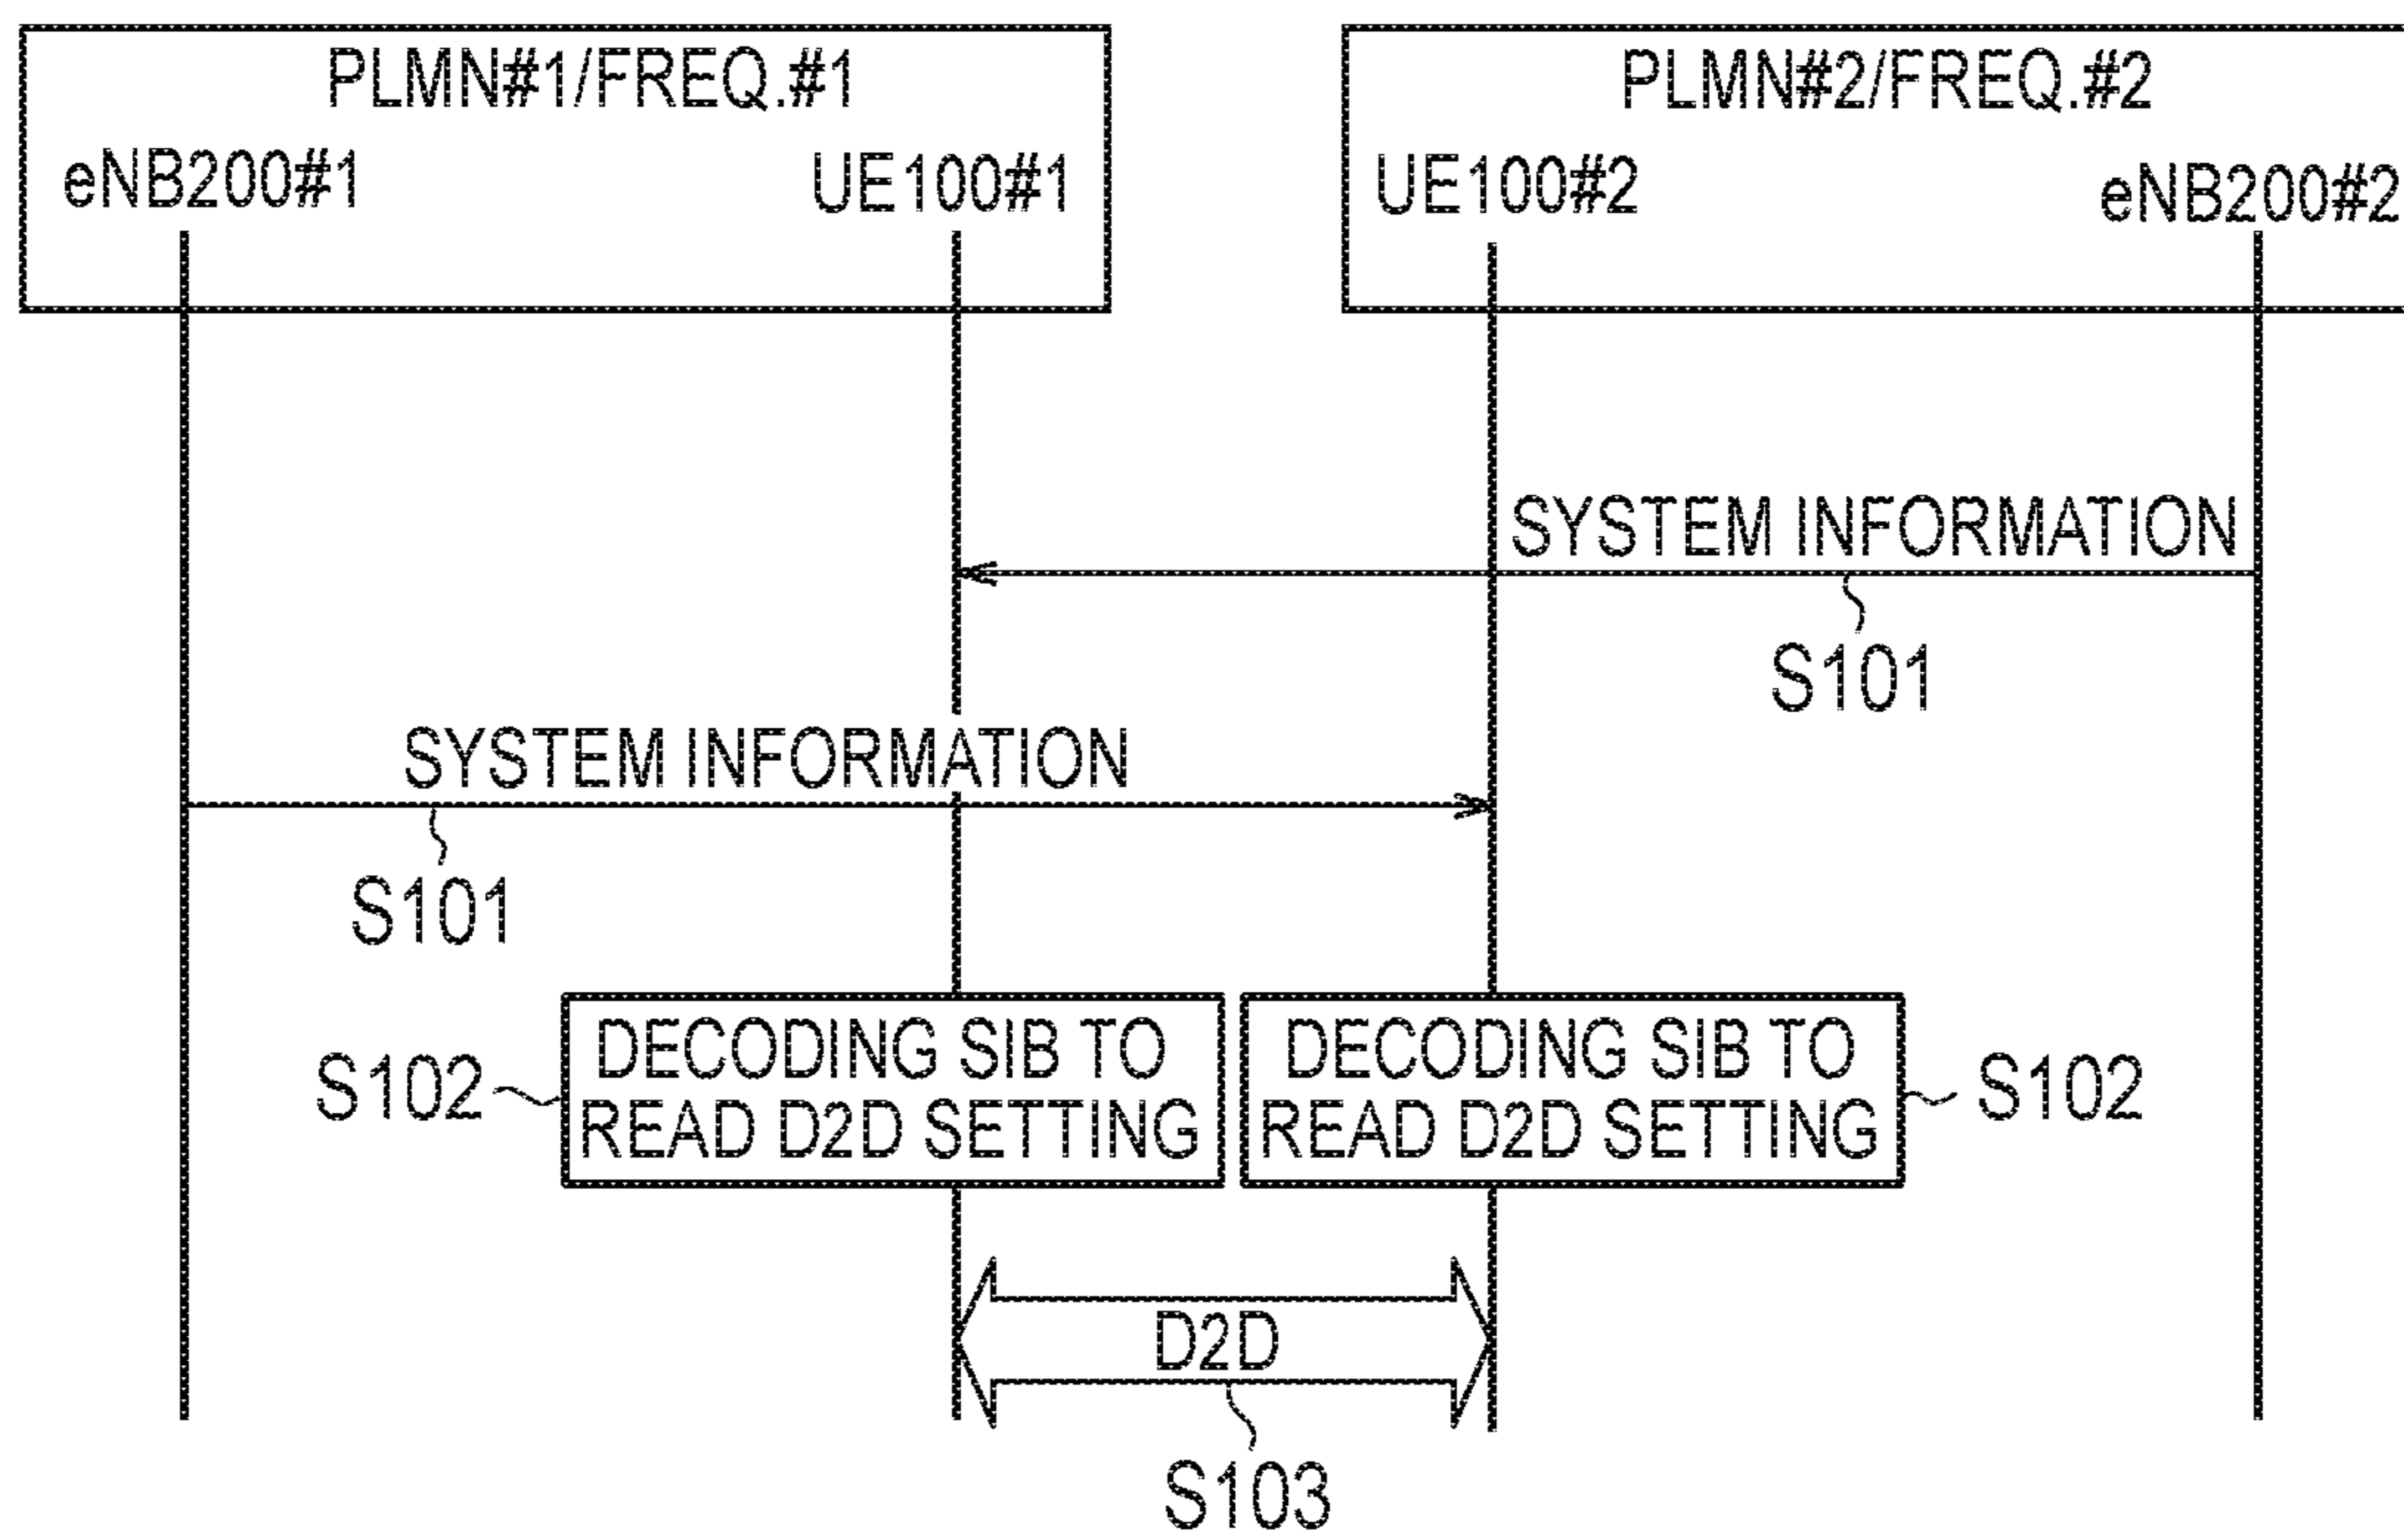 PLMN#1/FREQ.#1
eNB200#1
UE100#1
PLMN#2/FREQ.#2
UE100#2
eNB200#2
SYSTEM INFORMATION
S101
SYSTEM INFORMATION
S101
S102
DECODING SIB TO
READ D2D SETTING
DECODING SIB TO
READ D2D SETTING
S102
D2D
S103